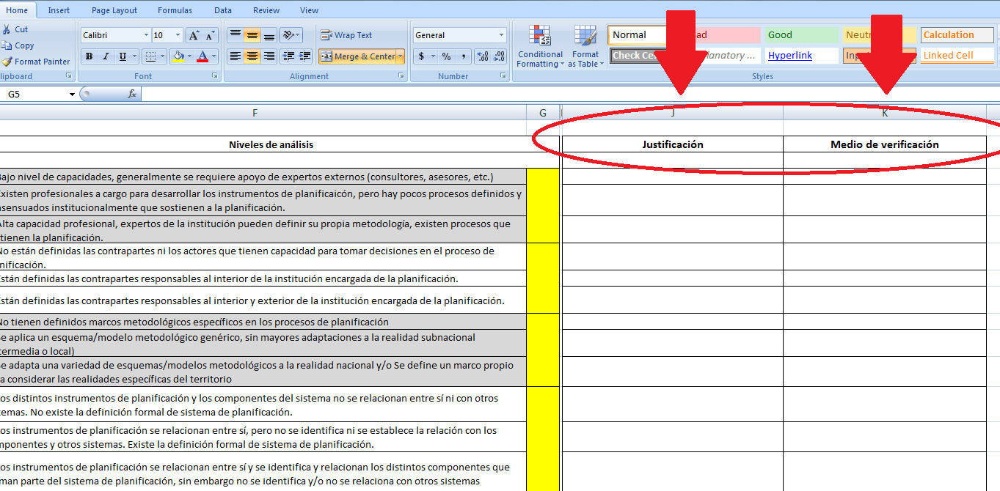 Home Insert Page Layout Formulas Data Review View
Cut
Copy
Format Painter
lipboard
Calibri 10 A A
B I U A
Font
Wrap Text
Merge & Center
Alignment
General
$ % , .00 .00
Number
Conditional Formatting
Format as Table
Normal Good
Check Hyperlink
Calculation
Linked Cell
Styles
G5 fx
F G J K
Niveles de análisis Justificación Medio de verificación
Bajo nivel de capacidades, generalmente se requiere apoyo de expertos externos (consultores, asesores, etc.)
Existen profesionales a cargo para desarrollar los instrumentos de planificaicón, pero hay pocos procesos definidos y
nsensuados institucionalmente que sostienen a la planificación.
Alta capacidad profesional, expertos de la institución pueden definir su propia metodología, existen procesos que
tienen la planificación.
No están definidas las contrapartes ni los actores que tienen capacidad para tomar decisiones en el proceso de
nificación.
Están definidas las contrapartes responsables al interior de la institución encargada de la planificación.
Están definidas las contrapartes responsables al interior y exterior de la institución encargada de la planificación.
No tienen definidos marcos metodológicos específicos en los procesos de planificación
Se aplica un esquema/modelo metodológico genérico, sin mayores adaptaciones a la realidad subnacional
termedia o local)
Se adapta una variedad de esquemas/modelos metodológicos a la realidad nacional y/o Se define un marco propio
a considerar las realidades específicas del territorio
os distintos instrumentos de planificación y los componentes del sistema no se relacionan entre sí ni con otros
temas. No existe la definición formal de sistema de planificación.
os instrumentos de planificación se relacionan entre sí, pero no se identifica ni se establece la relación con los
mponentes y otros sistemas. Existe la definición formal de sistema de planificación.
os instrumentos de planificación se relacionan entre sí y se identifica y relacionan los distintos componentes que
man parte del sistema de planificación, sin embargo no se identifica y/o no se relaciona con otros sistemas